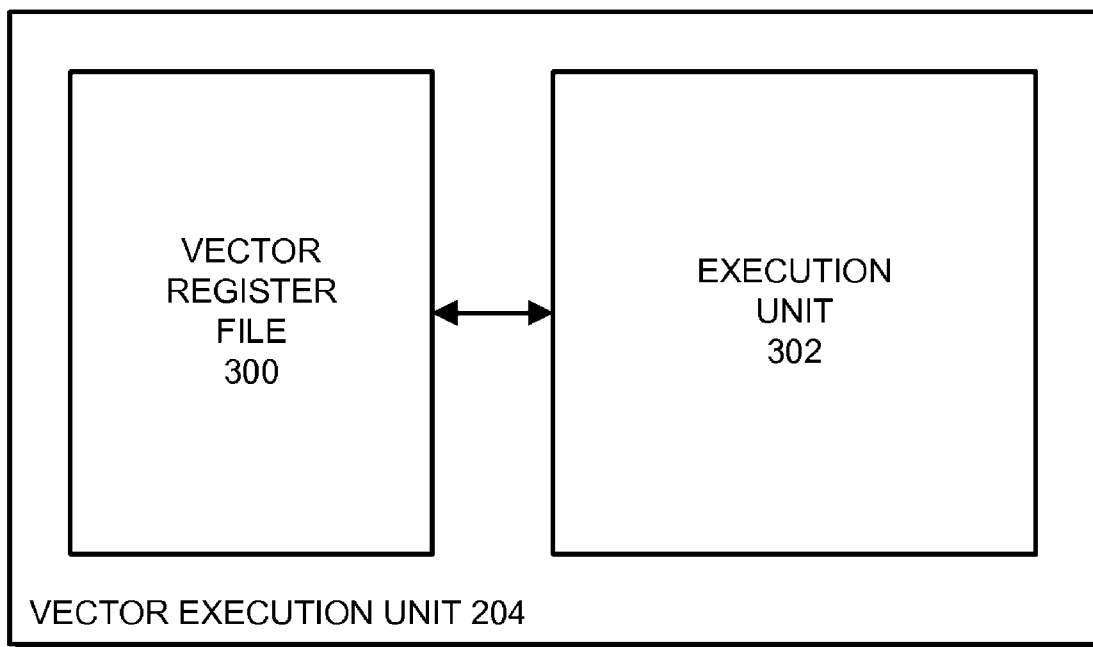 VECTOR
REGISTER
FILE
300
EXECUTION
UNIT
302
VECTOR EXECUTION UNIT 204